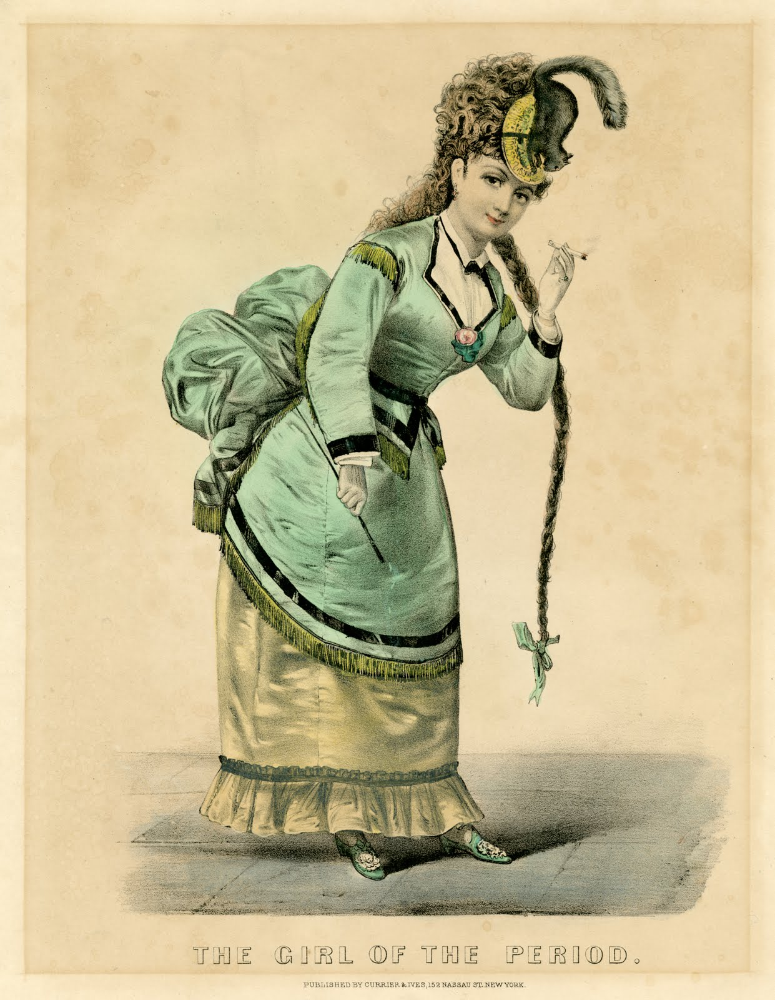 THE GIRL OF THE PERIOD.
PUBLISHED BY CURRIER & IVES, 152 NASSAU ST. NEW YORK.